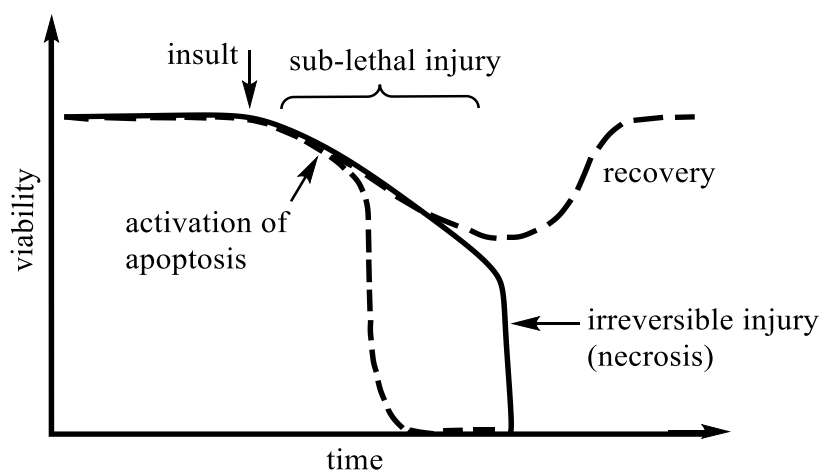 insult
sub-lethal injury
recovery
activation of
apoptosis
viability
irreversible injury
(necrosis)
time